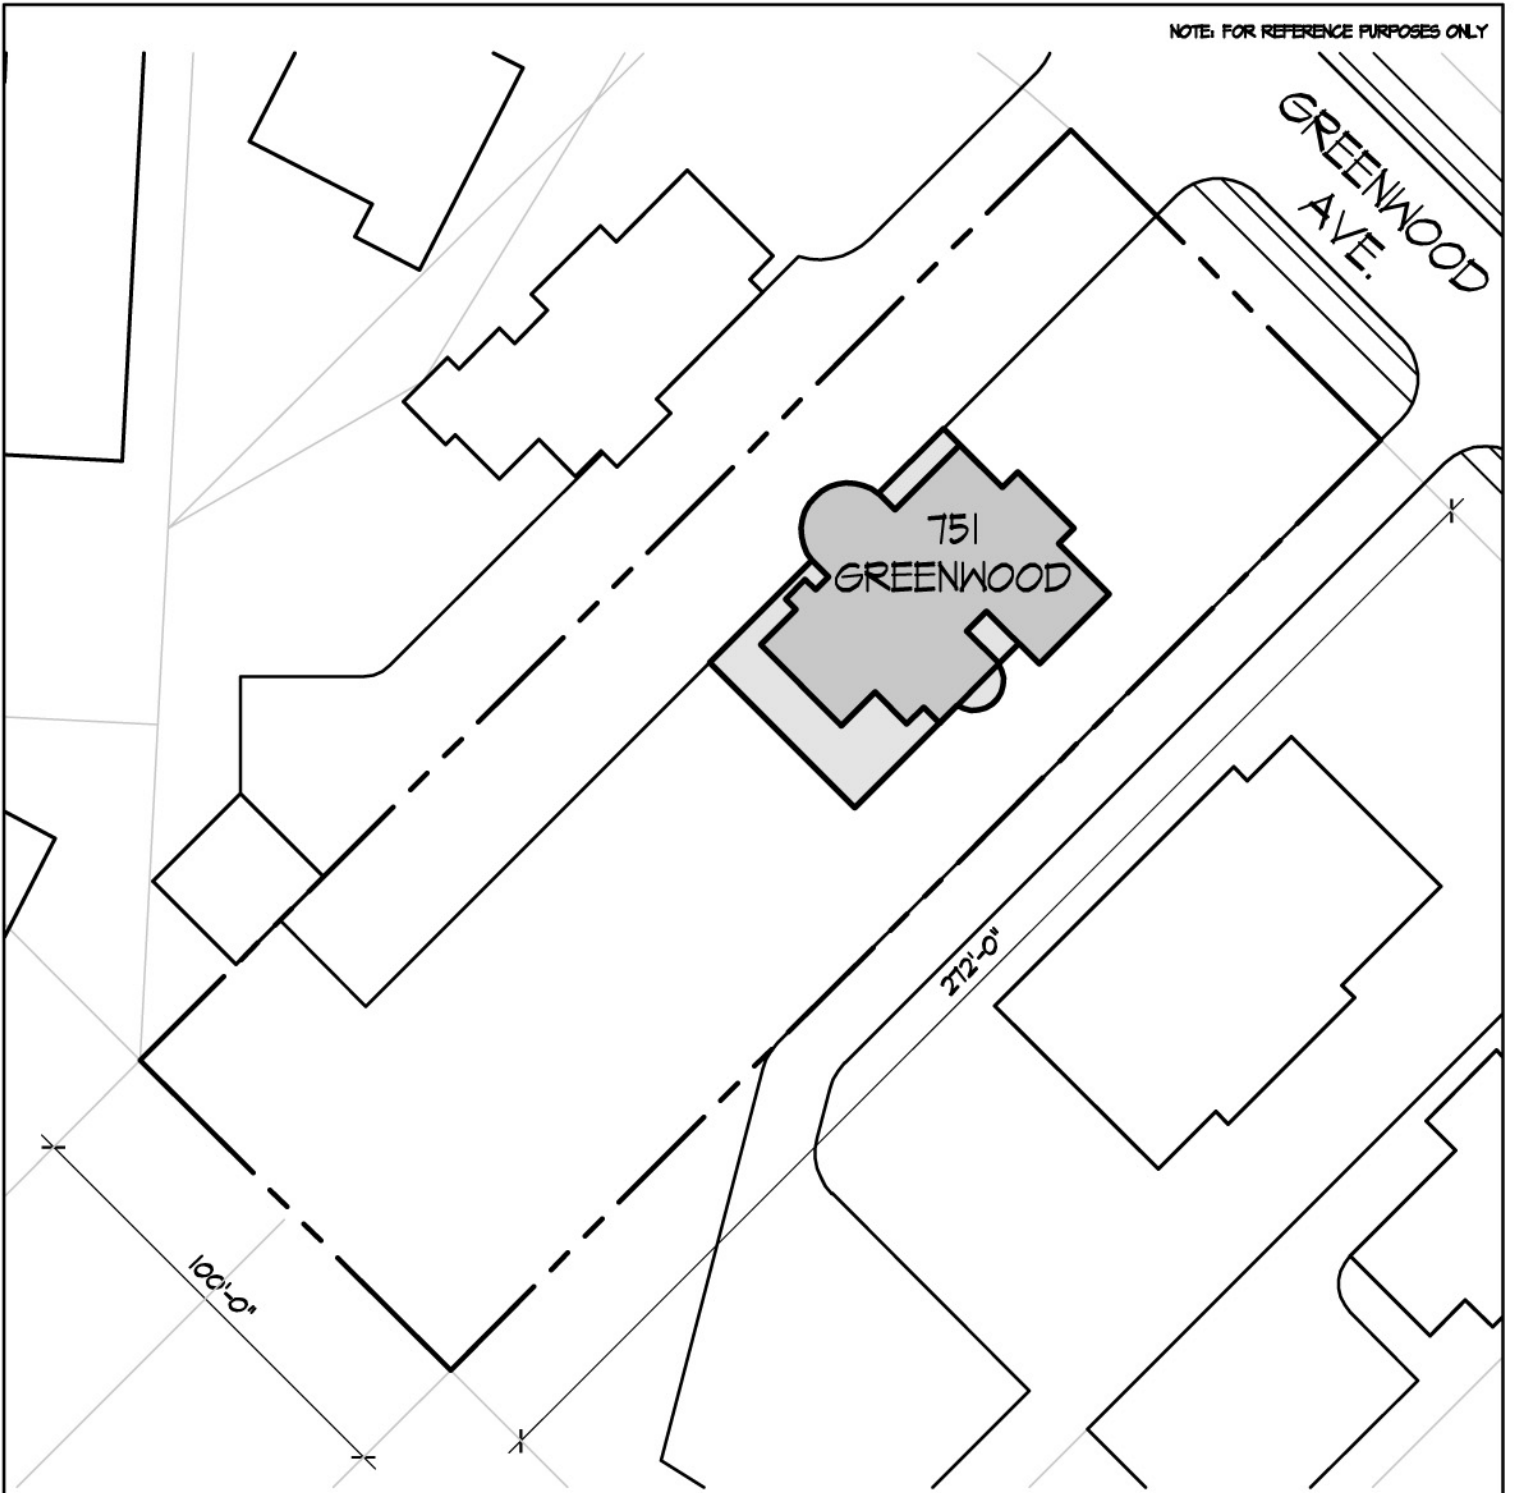 NOTE: FOR REFERENCE PURPOSES ONLY
GREENWOOD
AVE.
751
GREENWOOD
272'-0"
100'-0"